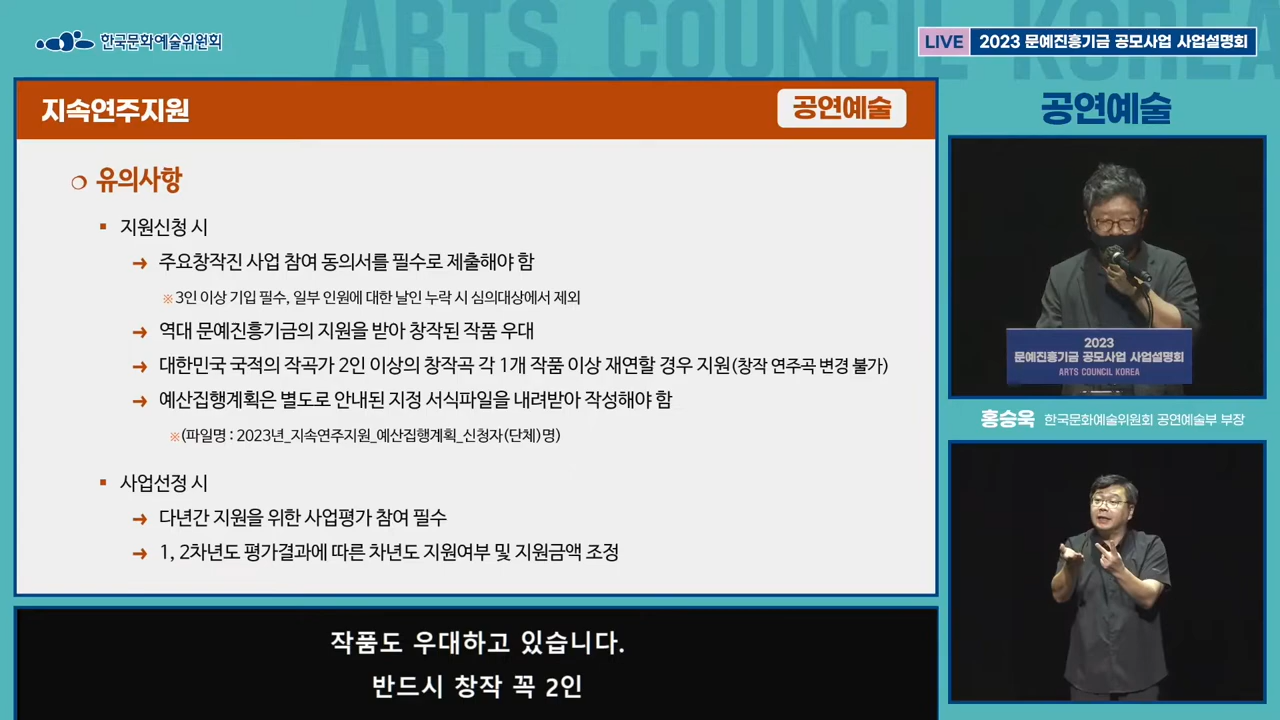 ARTS COUNCIL KOREA
한국문화예술위원회
LIVE 2023 문예진흥기금 공모사업 사업설명회
지속연주지원
공연예술
공연예술
❍ 유의사항
▪ 지원신청 시
➔ 주요창작진 사업 참여 동의서를 필수로 제출해야 함
※ 3인 이상 기입 필수, 일부 인원에 대한 날인 누락 시 심의대상에서 제외
➔ 역대 문예진흥기금의 지원을 받아 창작된 작품 우대
➔ 대한민국 국적의 작곡가 2인 이상의 창작곡 각 1개 작품 이상 재연할 경우 지원(창작 연주곡 변경 불가)
➔ 예산집행계획은 별도로 안내된 지정 서식파일을 내려받아 작성해야 함
※(파일명 : 2023년_지속연주지원_예산집행계획_신청자(단체)명)
▪ 사업선정 시
➔ 다년간 지원을 위한 사업평가 참여 필수
➔ 1, 2차년도 평가결과에 따른 차년도 지원여부 및 지원금액 조정
2023
문예진흥기금 공모사업 사업설명회
ARTS COUNCIL KOREA
홍승욱 한국문화예술위원회 공연예술부 부장
작품도 우대하고 있습니다.
반드시 창작 꼭 2인